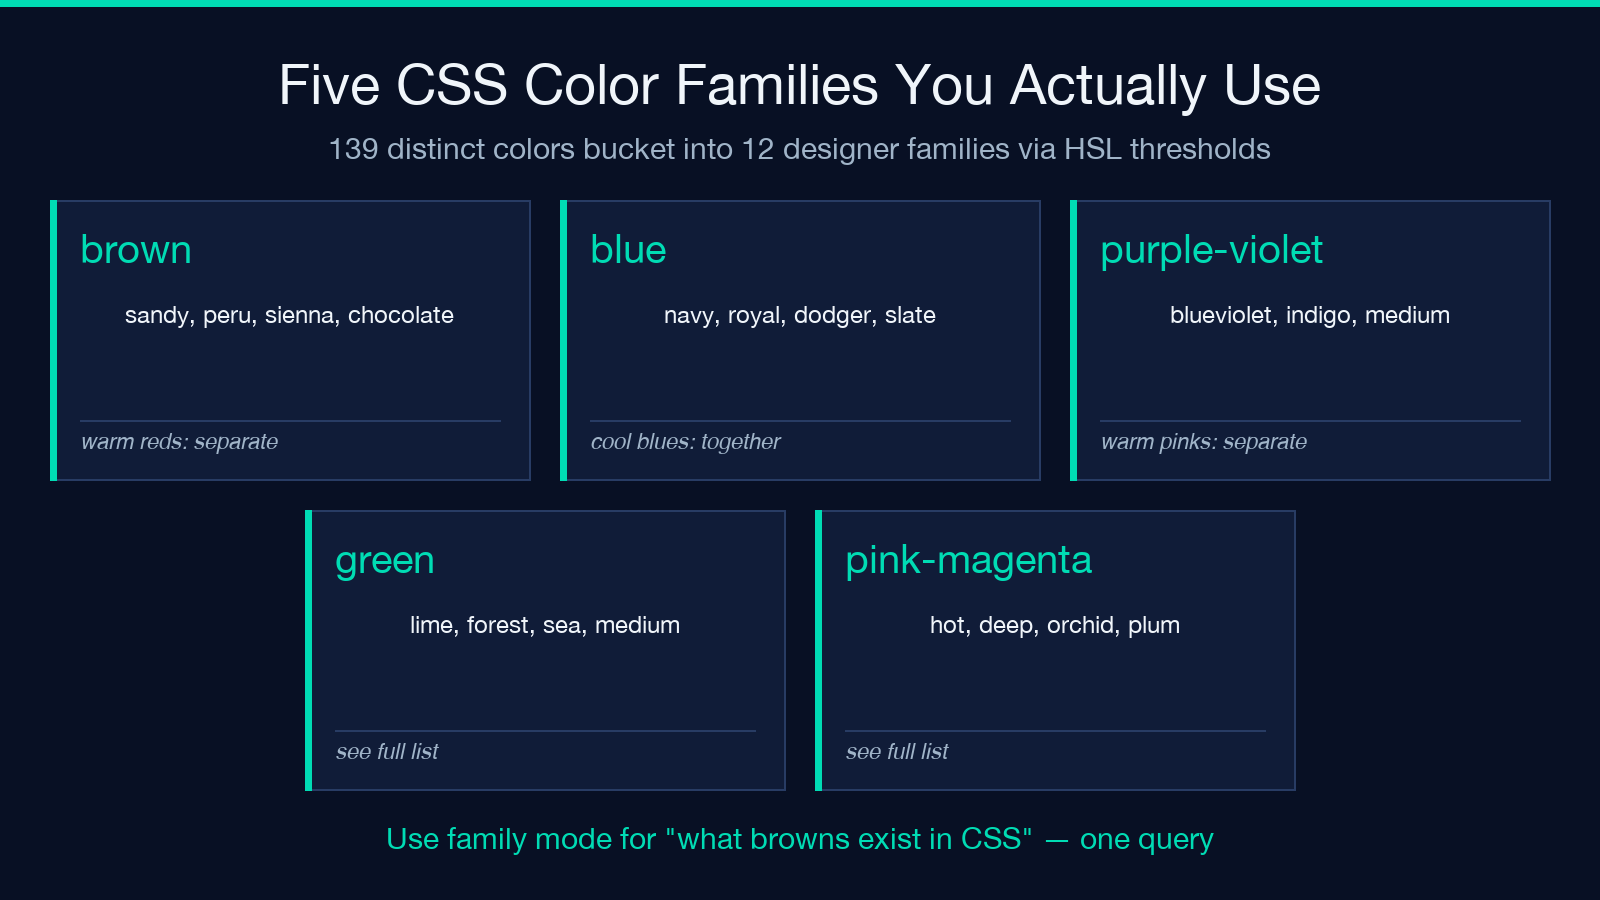 Five CSS Color Families You Actually Use
139 distinct colors bucket into 12 designer families via HSL thresholds
brown
sandy, peru, sienna, chocolate
warm reds: separate
blue
navy, royal, dodger, slate
cool blues: together
purple-violet
blueviolet, indigo, medium
warm pinks: separate
green
lime, forest, sea, medium
see full list
pink-magenta
hot, deep, orchid, plum
see full list
Use family mode for "what browns exist in CSS" — one query